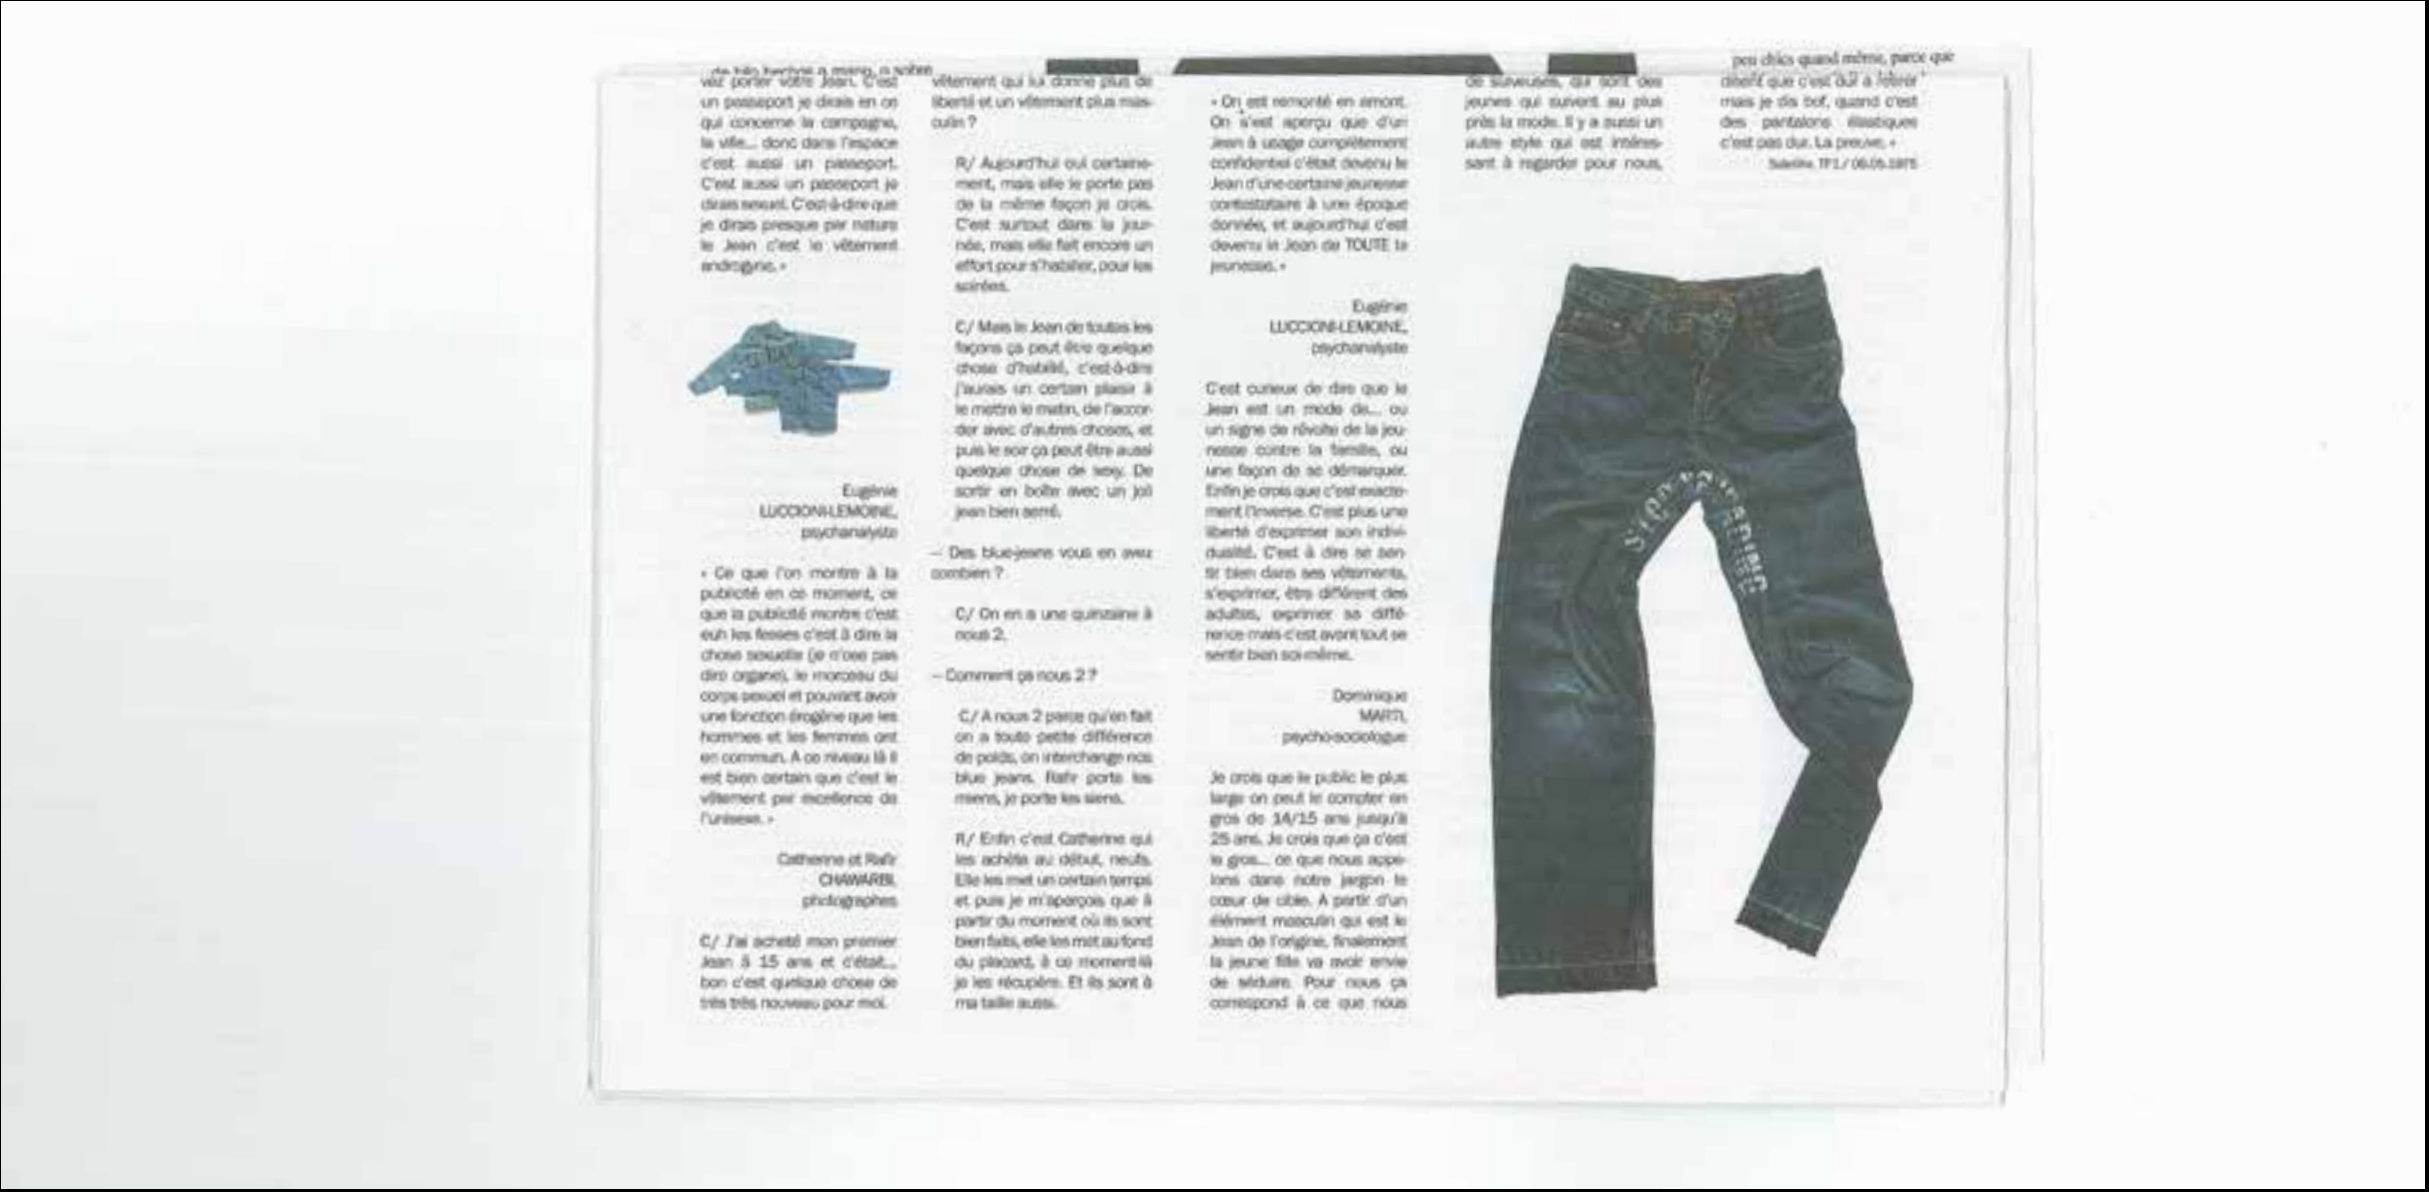 vez porter votre Jean. C'est
un passeport je dirais en ce
qui concerne la campagne,
la ville... donc dans l'espace
c'est aussi un passeport.
C'est aussi un passeport je
dirais sexuel. C'est-à-dire que
je dirais presque par nature
le Jean c'est le vêtement
androgyne. »
Eugénie
LUCCIONI-LEMOINE,
psychanalyste
« Ce que l'on montre à la
publicité en ce moment, ce
que la publicité montre c'est
euh les fesses c'est à dire la
chose sexuelle (je n'ose pas
dire organe), le morceau du
corps sexuel et pouvant avoir
une fonction érogène que les
hommes et les femmes ont
en commun. A ce niveau là il
est bien certain que c'est le
vêtement par excellence de
l'unisexe. »
Catherine et Rafir
CHAWARBI,
photographes
C/ J'ai acheté mon premier
Jean à 15 ans et c'était...
bon c'est quelque chose de
très très nouveau pour moi.
vêtement qui lui donne plus de
liberté et un vêtement plus mas-
culin ?
R/ Aujourd'hui oui certaine-
ment, mais elle le porte pas
de la même façon je crois.
C'est surtout dans la jour-
née, mais elle fait encore un
effort pour s'habiller, pour les
soirées.
C/ Mais le Jean de toutes les
façons ça peut être quelque
chose d'habillé, c'est-à-dire
j'aurais un certain plaisir à
le mettre le matin, de l'accor-
der avec d'autres choses, et
puis le soir ça peut être aussi
quelque chose de sexy. De
sortir en boîte avec un joli
jean bien serré.
– Des blue-jeans vous en avez
combien ?
C/ On en a une quinzaine à
nous 2.
– Comment ça nous 2 ?
C/ A nous 2 parce qu'en fait
on a toute petite différence
de poids, on interchange nos
blue jeans. Rafir porte les
miens, je porte les siens.
R/ Enfin c'est Catherine qui
les achète au début, neufs.
Elle les met un certain temps
et puis je m'aperçois que à
partir du moment où ils sont
bien faits, elle les met au fond
du placard, à ce moment-là
je les récupère. Et ils sont à
ma taille aussi.
« On est remonté en amont.
On s'est aperçu que d'un
Jean à usage complètement
confidentiel c'était devenu le
Jean d'une certaine jeunesse
contestataire à une époque
donnée, et aujourd'hui c'est
devenu le Jean de TOUTE la
jeunesse. »
Eugénie
LUCCIONI-LEMOINE,
psychanalyste
C'est curieux de dire que le
Jean est un mode de... ou
un signe de révolte de la jeu-
nesse contre la famille, ou
une façon de se démarquer.
Enfin je crois que c'est exacte-
ment l'inverse. C'est plus une
liberté d'exprimer son indivi-
dualité. C'est à dire se sen-
tir bien dans ses vêtements,
s'exprimer, être différent des
adultes, exprimer sa diffé-
rence mais c'est avant tout se
sentir bien soi-même.
Dominique
MARTI,
psycho-sociologue
Je crois que le public le plus
large on peut le compter en
gros de 14/15 ans jusqu'à
25 ans. Je crois que ça c'est
le gros... ce que nous appe-
lons dans notre jargon le
cœur de cible. A partir d'un
élément masculin qui est le
Jean de l'origine, finalement
la jeune fille va avoir envie
de séduire. Pour nous ça
correspond à ce que nous
de suiveuses, qui sont des
jeunes qui suivent au plus
près la mode. Il y a aussi un
autre style qui est intéres-
sant à regarder pour nous,
peu chics quand même, parce que
disent que c'est dur à
mais je dis bof, quand c'est
des pantalons élastiques
c'est pas dur. La preuve. »
TF1 / 06.05.1975